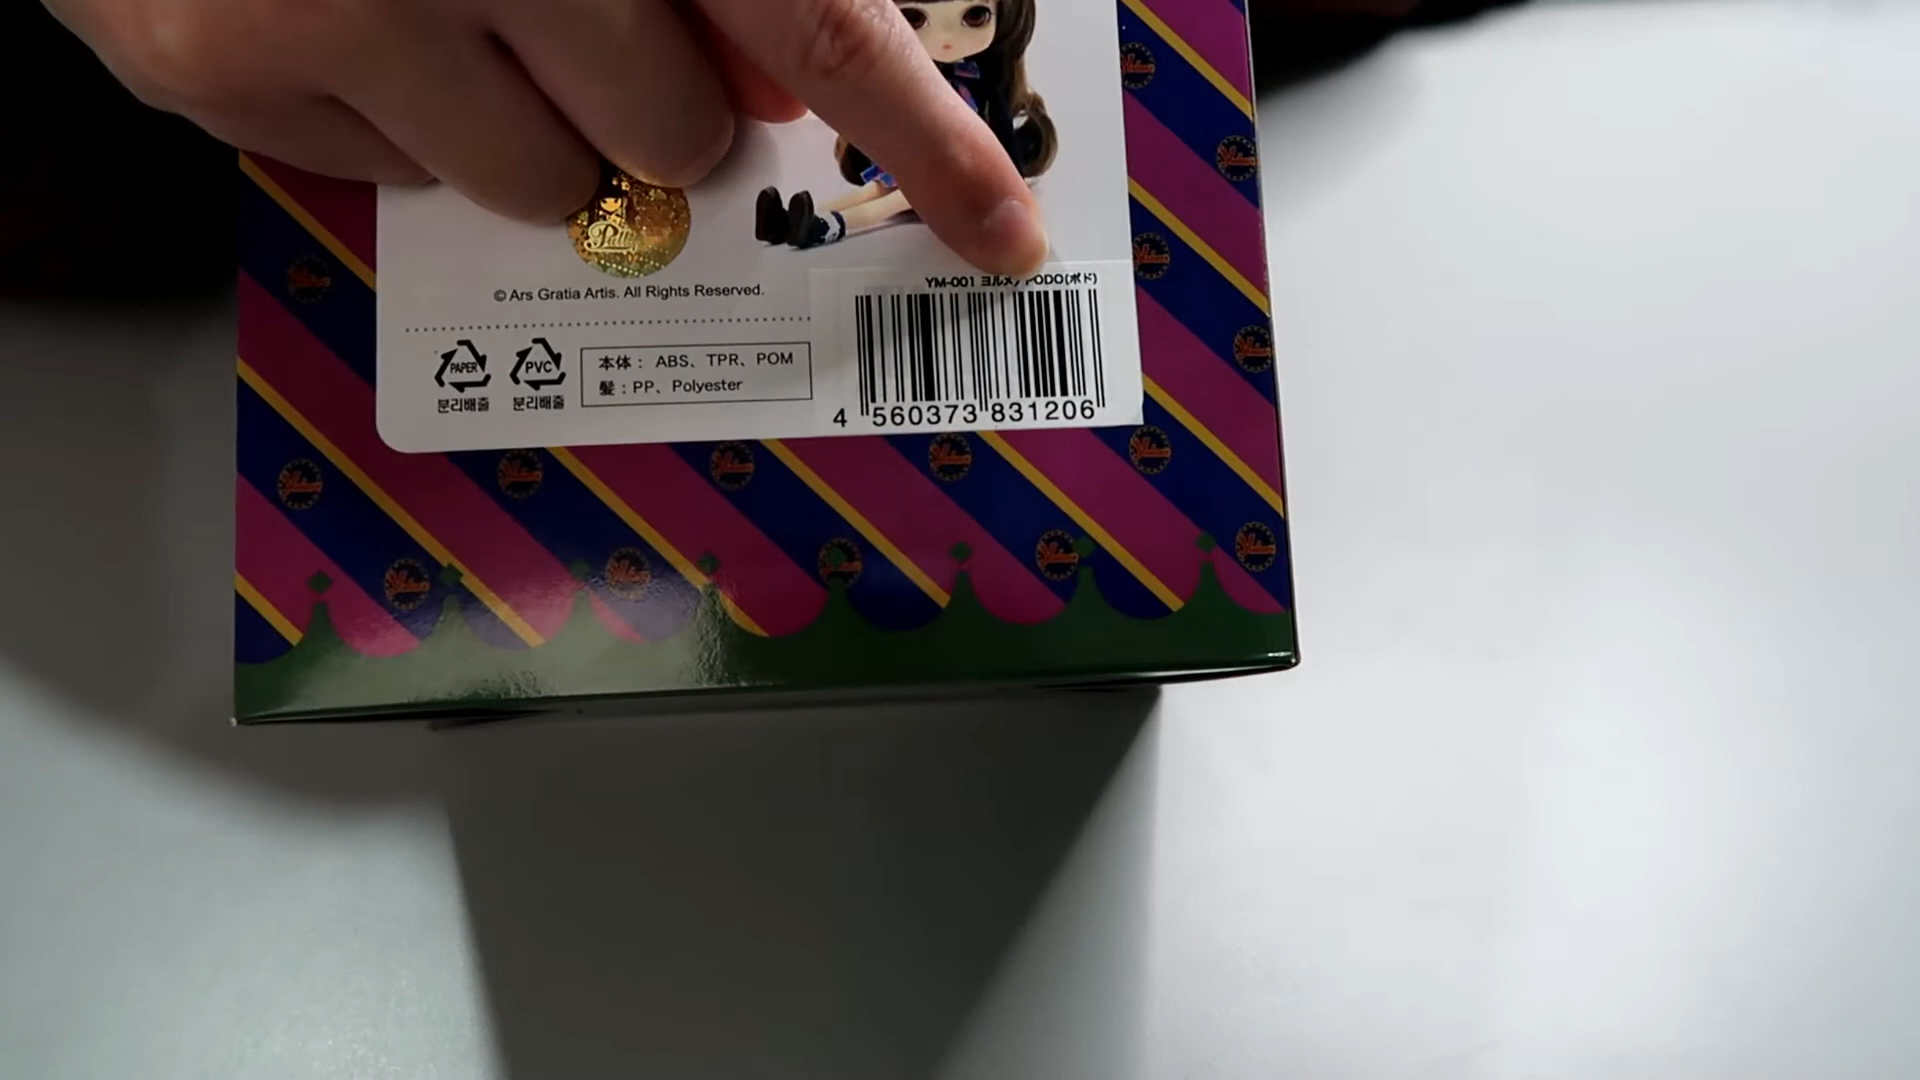 Pullip
© Ars Gratia Artis. All Rights Reserved.
YM-001 ヨルメ PODO(ポド)
PAPER
분리배출
PVC
분리배출
本体： ABS、TPR、POM
髪：PP、Polyester
4 560373 831206